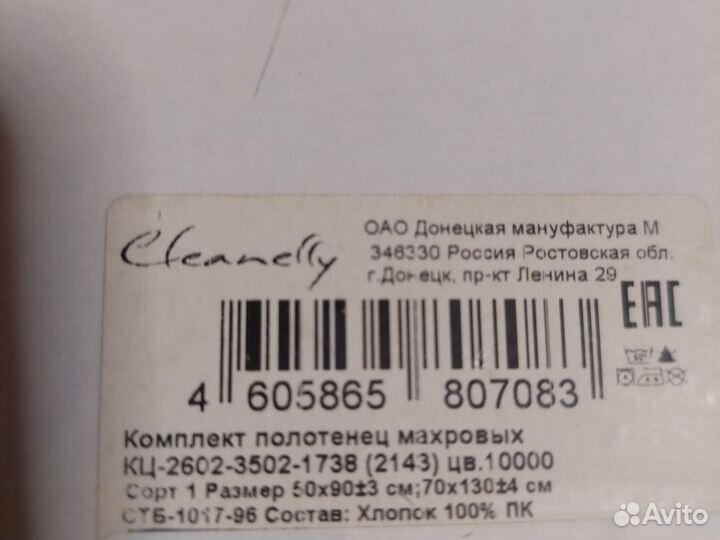 Cleanelly
ОАО Донецкая мануфактура М
346330 Россия Ростовская обл.
г.Донецк, пр-кт Ленина 29
EAC
4 605865 807083
Комплект полотенец махровых
КЦ-2602-3502-1738 (2143) цв.10000
Сорт 1 Размер 50х90±3 см;70х130±4 см
СТБ-1017-96 Состав: Хлопок 100% ПК
Avito